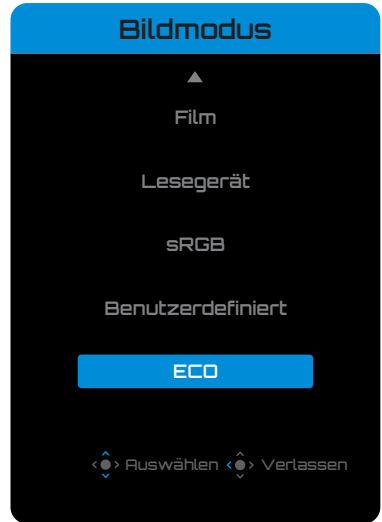 Bildmodus
Film
Lesegerät
sRGB
Benutzerdefiniert
ECO
Auswählen Verlassen